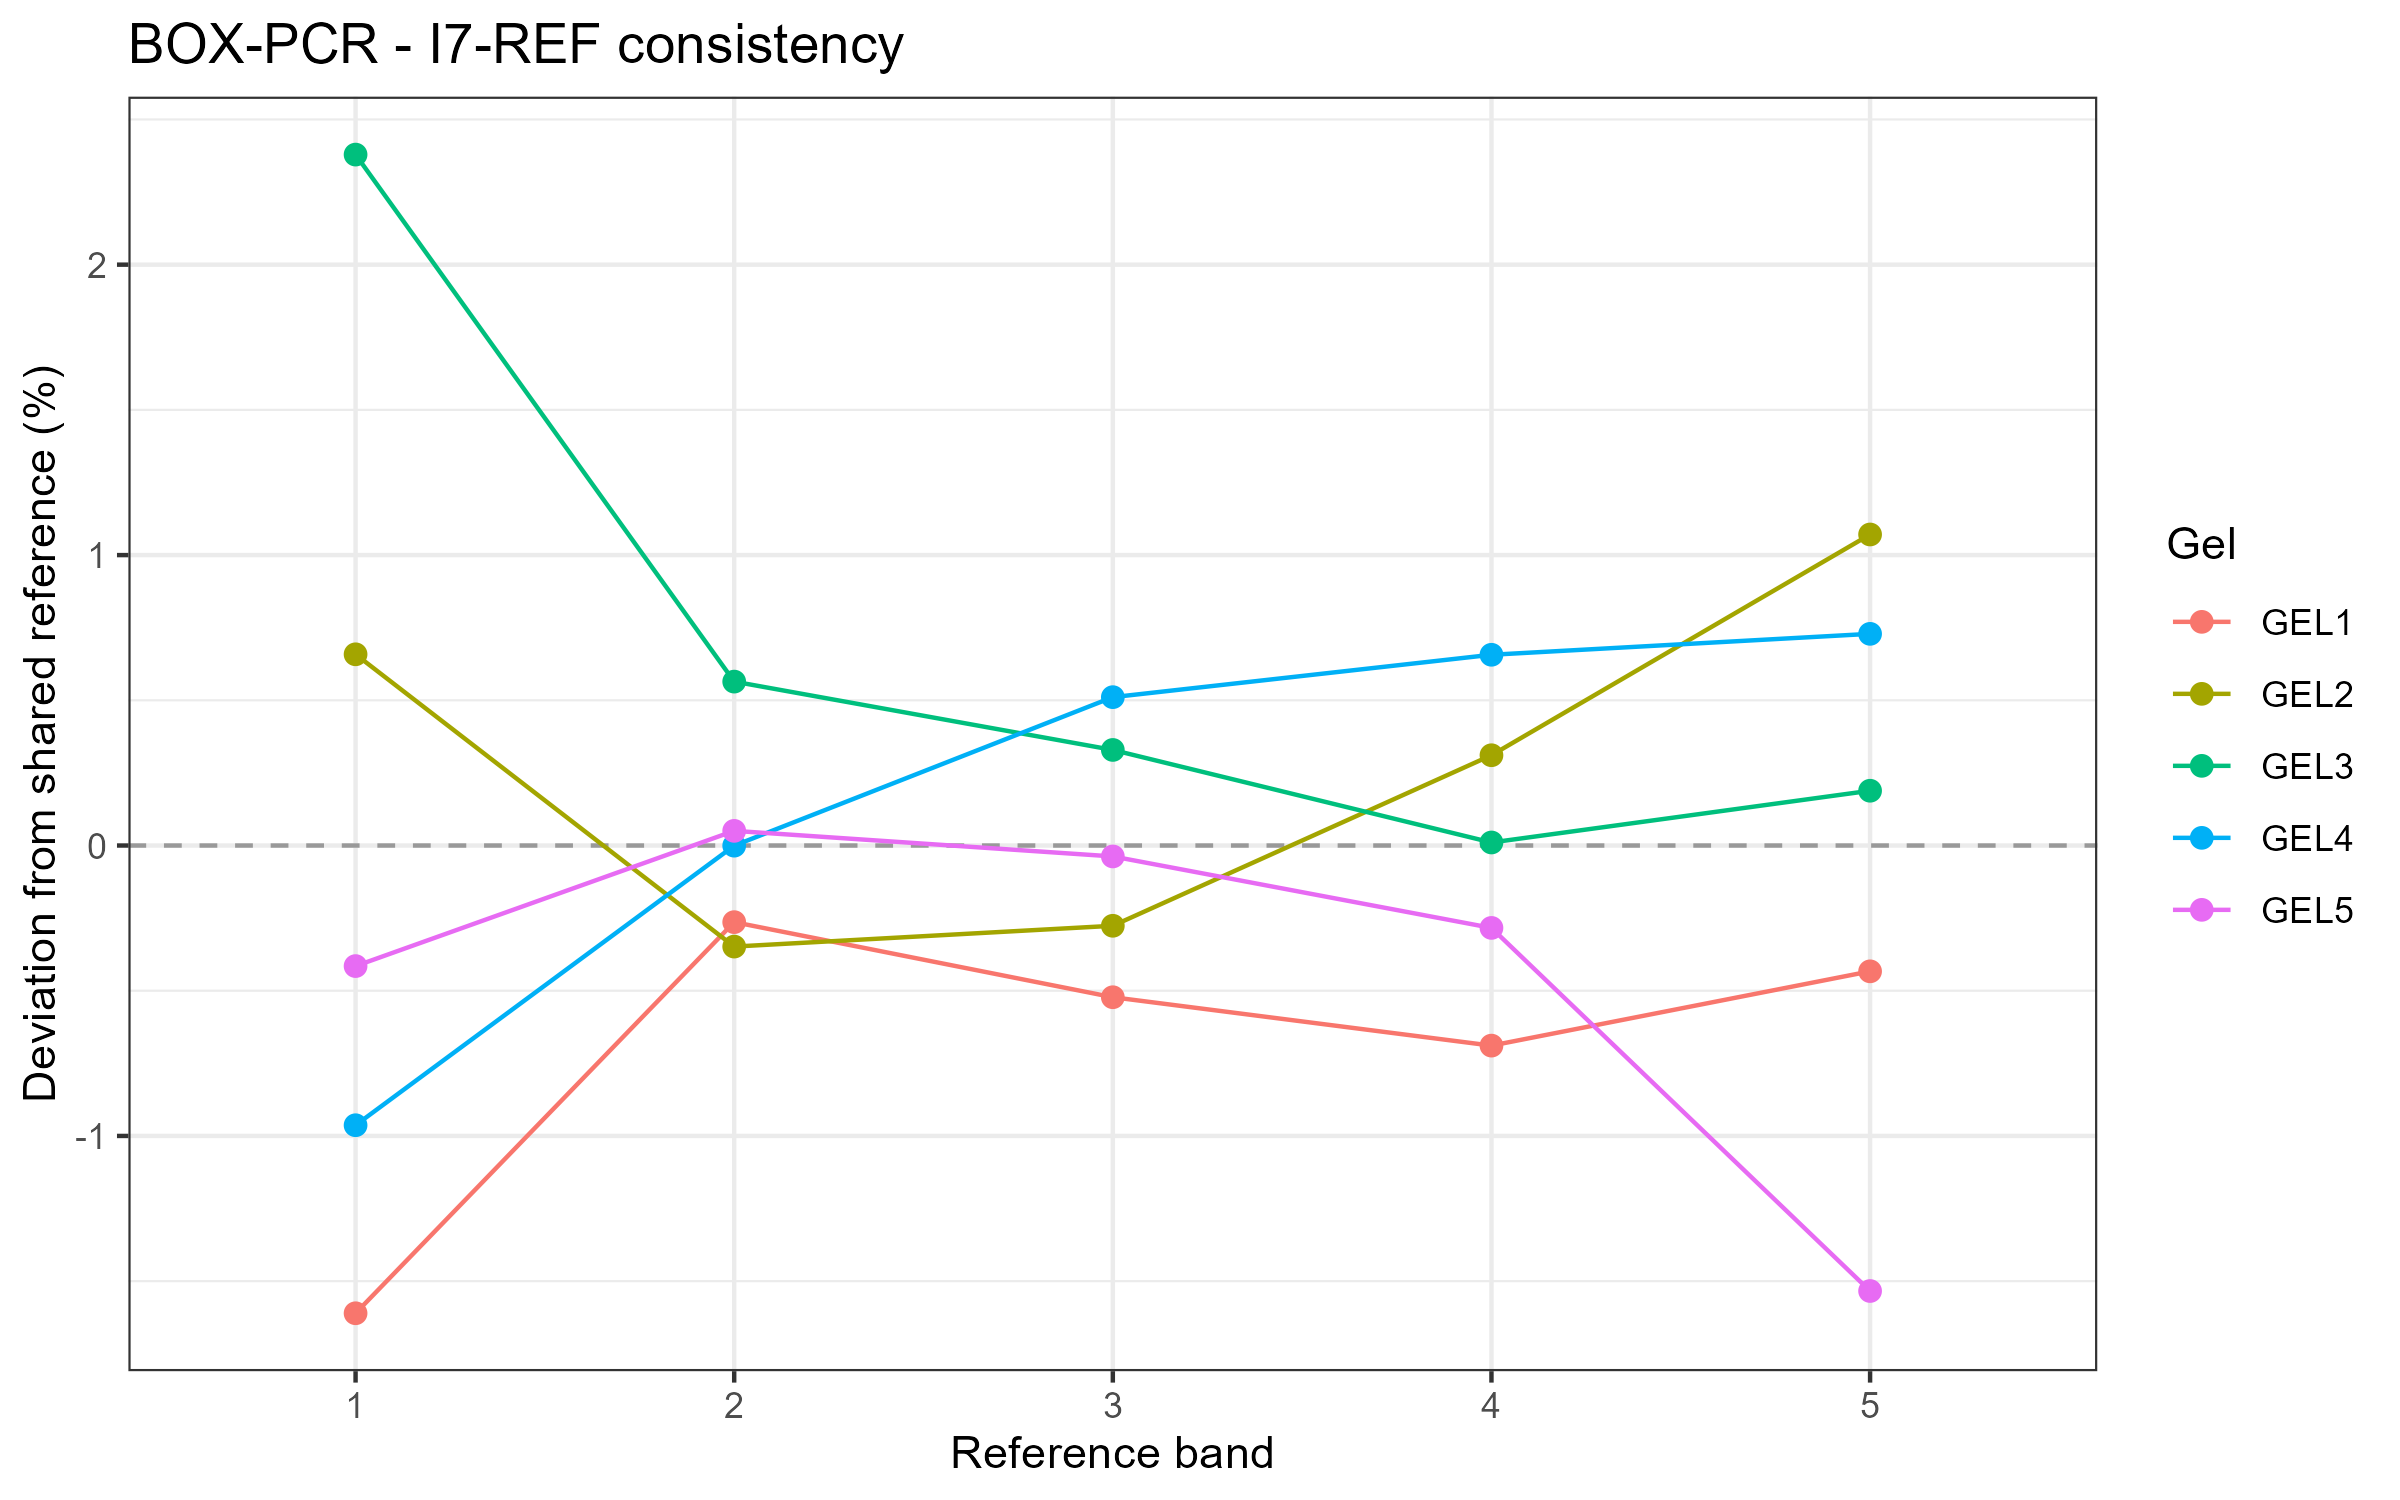 BOX-PCR - I7-REF consistency
Deviation from shared reference (%)
2
1
0
-1
1 2 3 4 5
Reference band
Gel
GEL1
GEL2
GEL3
GEL4
GEL5